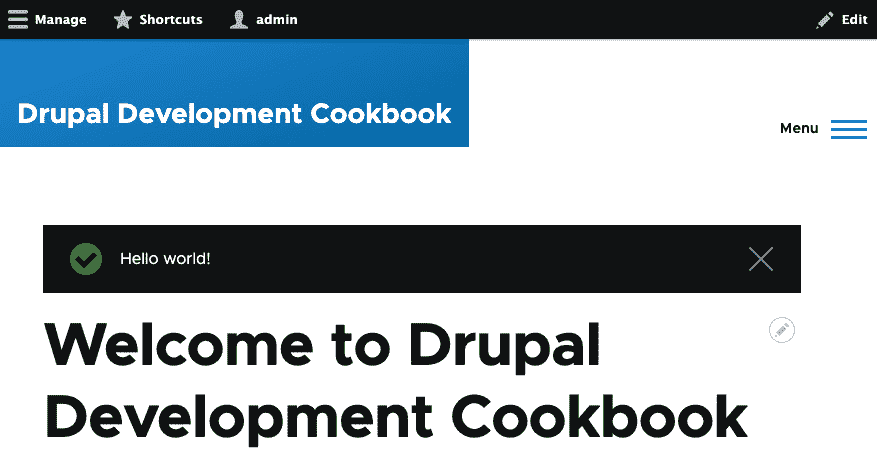 Manage Shortcuts admin Edit
Drupal Development Cookbook
Menu
Hello world!
Welcome to Drupal
Development Cookbook